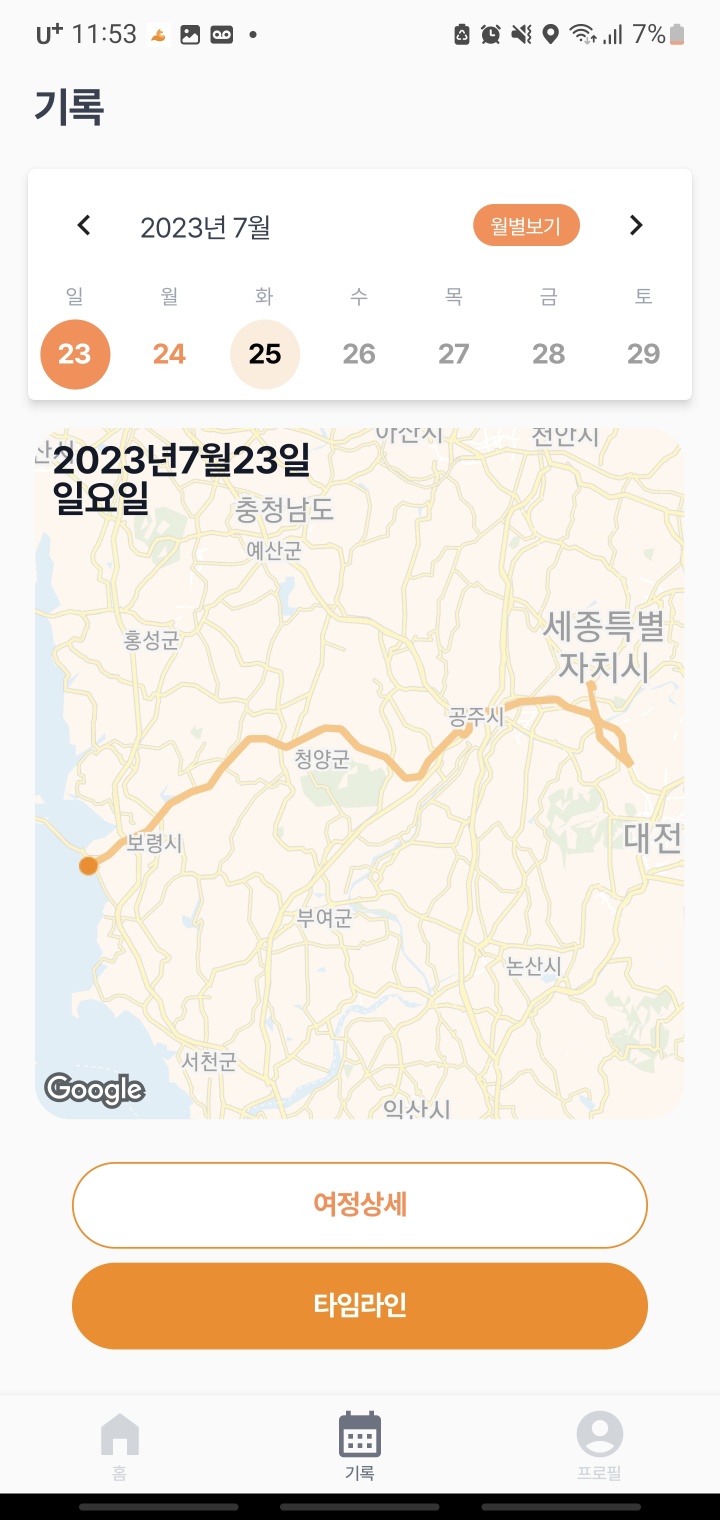 U+ 11:53
7%
기록
2023년 7월
월별보기
일 월 화 수 목 금 토
23 24 25 26 27 28 29
아산시
천안시
2023년7월23일
일요일
충청남도
예산군
세종특별
자치시
홍성군
공주시
청양군
대전
보령시
부여군
논산시
서천군
Google
익산시
여정상세
타임라인
홈
기록
프로필